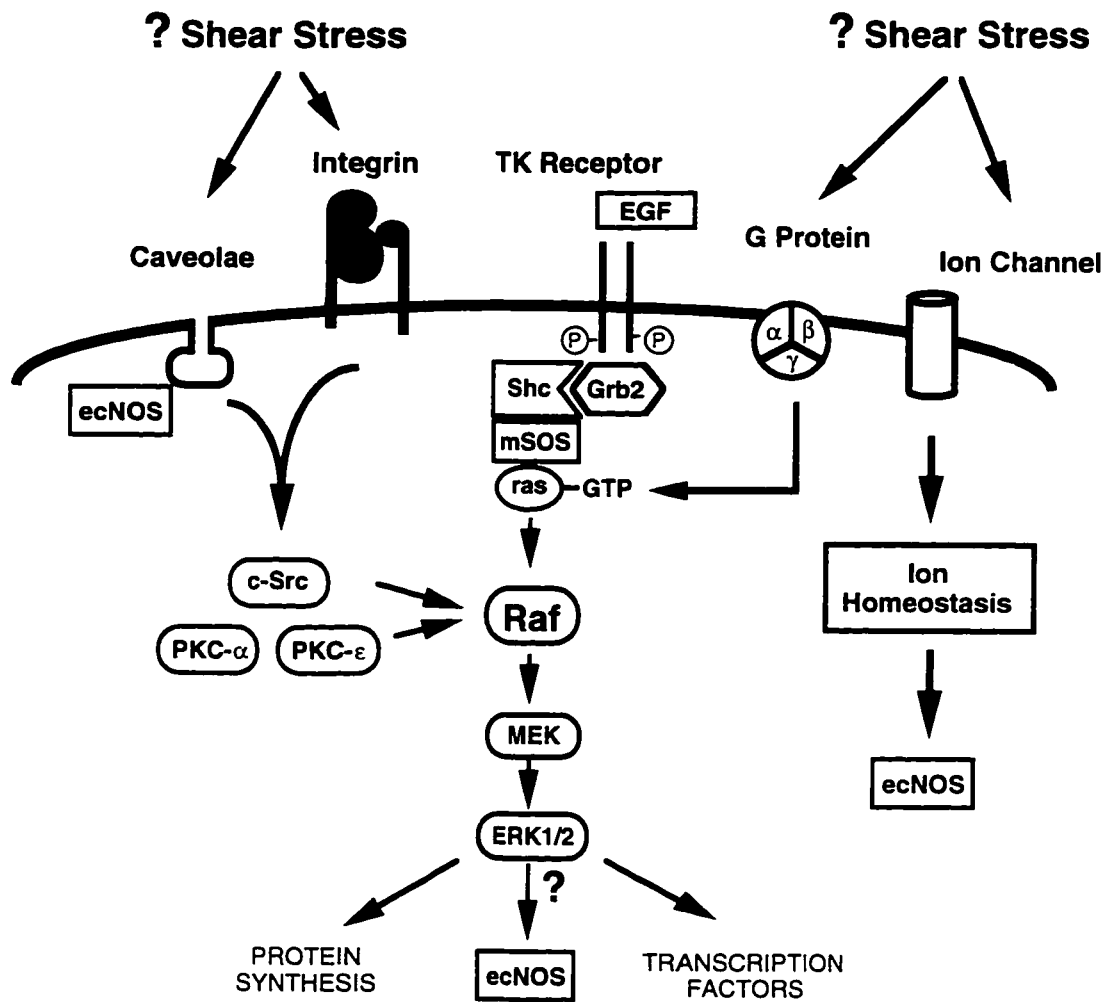 ? Shear Stress
? Shear Stress
Integrin
TK Receptor
EGF
G Protein
Caveolae
Ion Channel
α β
γ
P
P
ecNOS
Shc
Grb2
mSOS
ras
GTP
c-Src
Raf
Ion
Homeostasis
PKC-α
PKC-ε
MEK
ecNOS
ERK1/2
?
PROTEIN
SYNTHESIS
ecNOS
TRANSCRIPTION
FACTORS